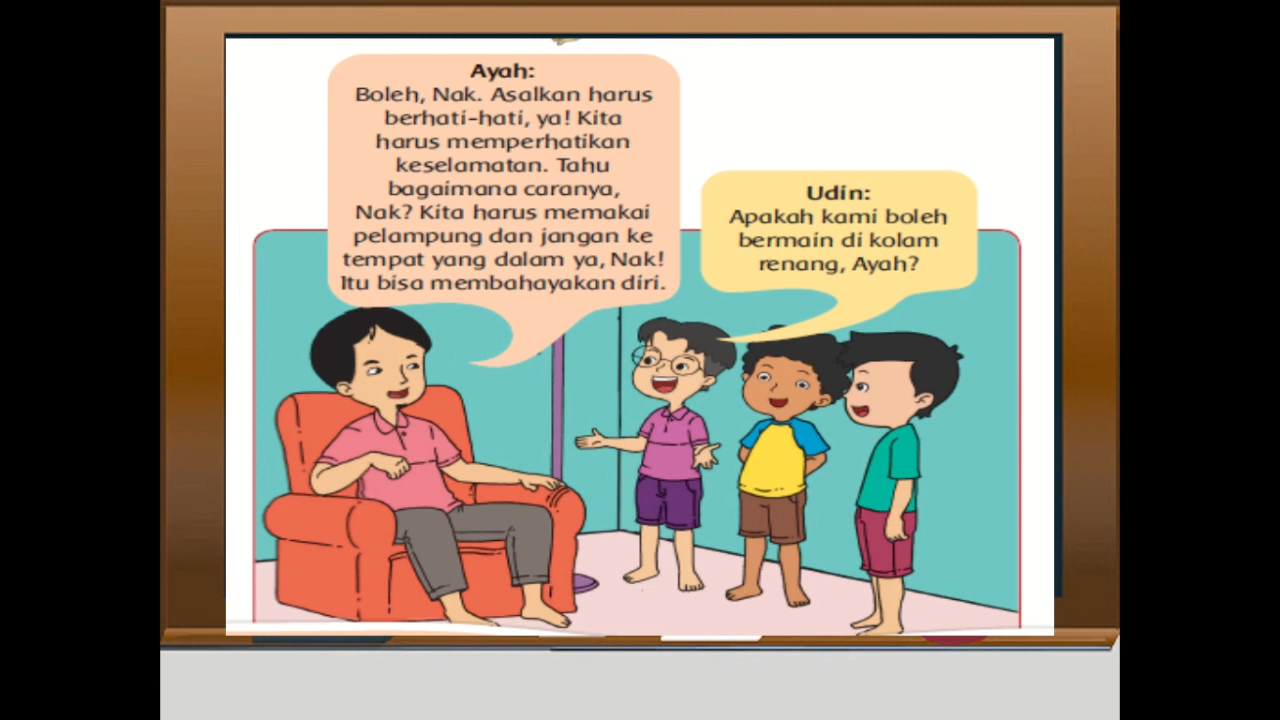 Ayah:
Boleh, Nak. Asalkan harus
berhati-hati, ya! Kita
harus memperhatikan
keselamatan. Tahu
bagaimana caranya,
Nak? Kita harus memakai
pelampung dan jangan ke
tempat yang dalam ya, Nak!
Itu bisa membahayakan diri.
Udin:
Apakah kami boleh
bermain di kolam
renang, Ayah?